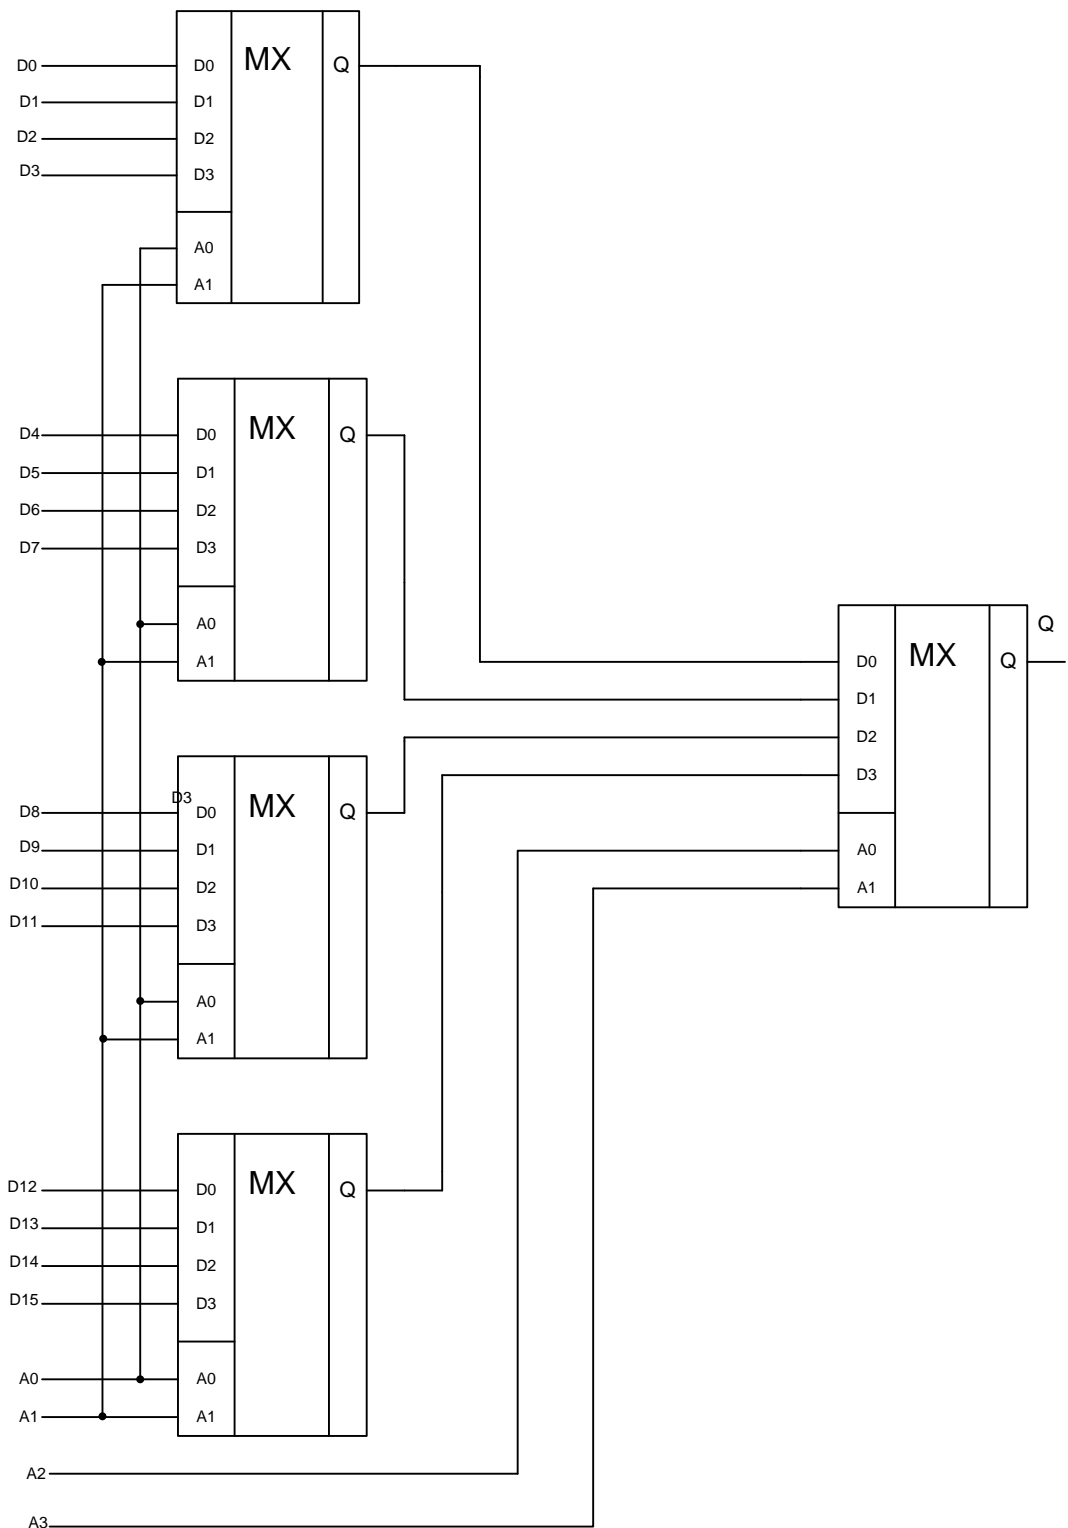 D0 D0 MX Q
D1 D1
D2 D2
D3 D3
A0
A1
D4 D0 MX Q
D5 D1
D6 D2
D7 D3
A0
A1
Q
D0 MX Q
D1
D2
D3
A0
A1
D3
D8 D0 MX Q
D9 D1
D10 D2
D11 D3
A0
A1
D12 D0 MX Q
D13 D1
D14 D2
D15 D3
A0 A0
A1 A1
A2
A3